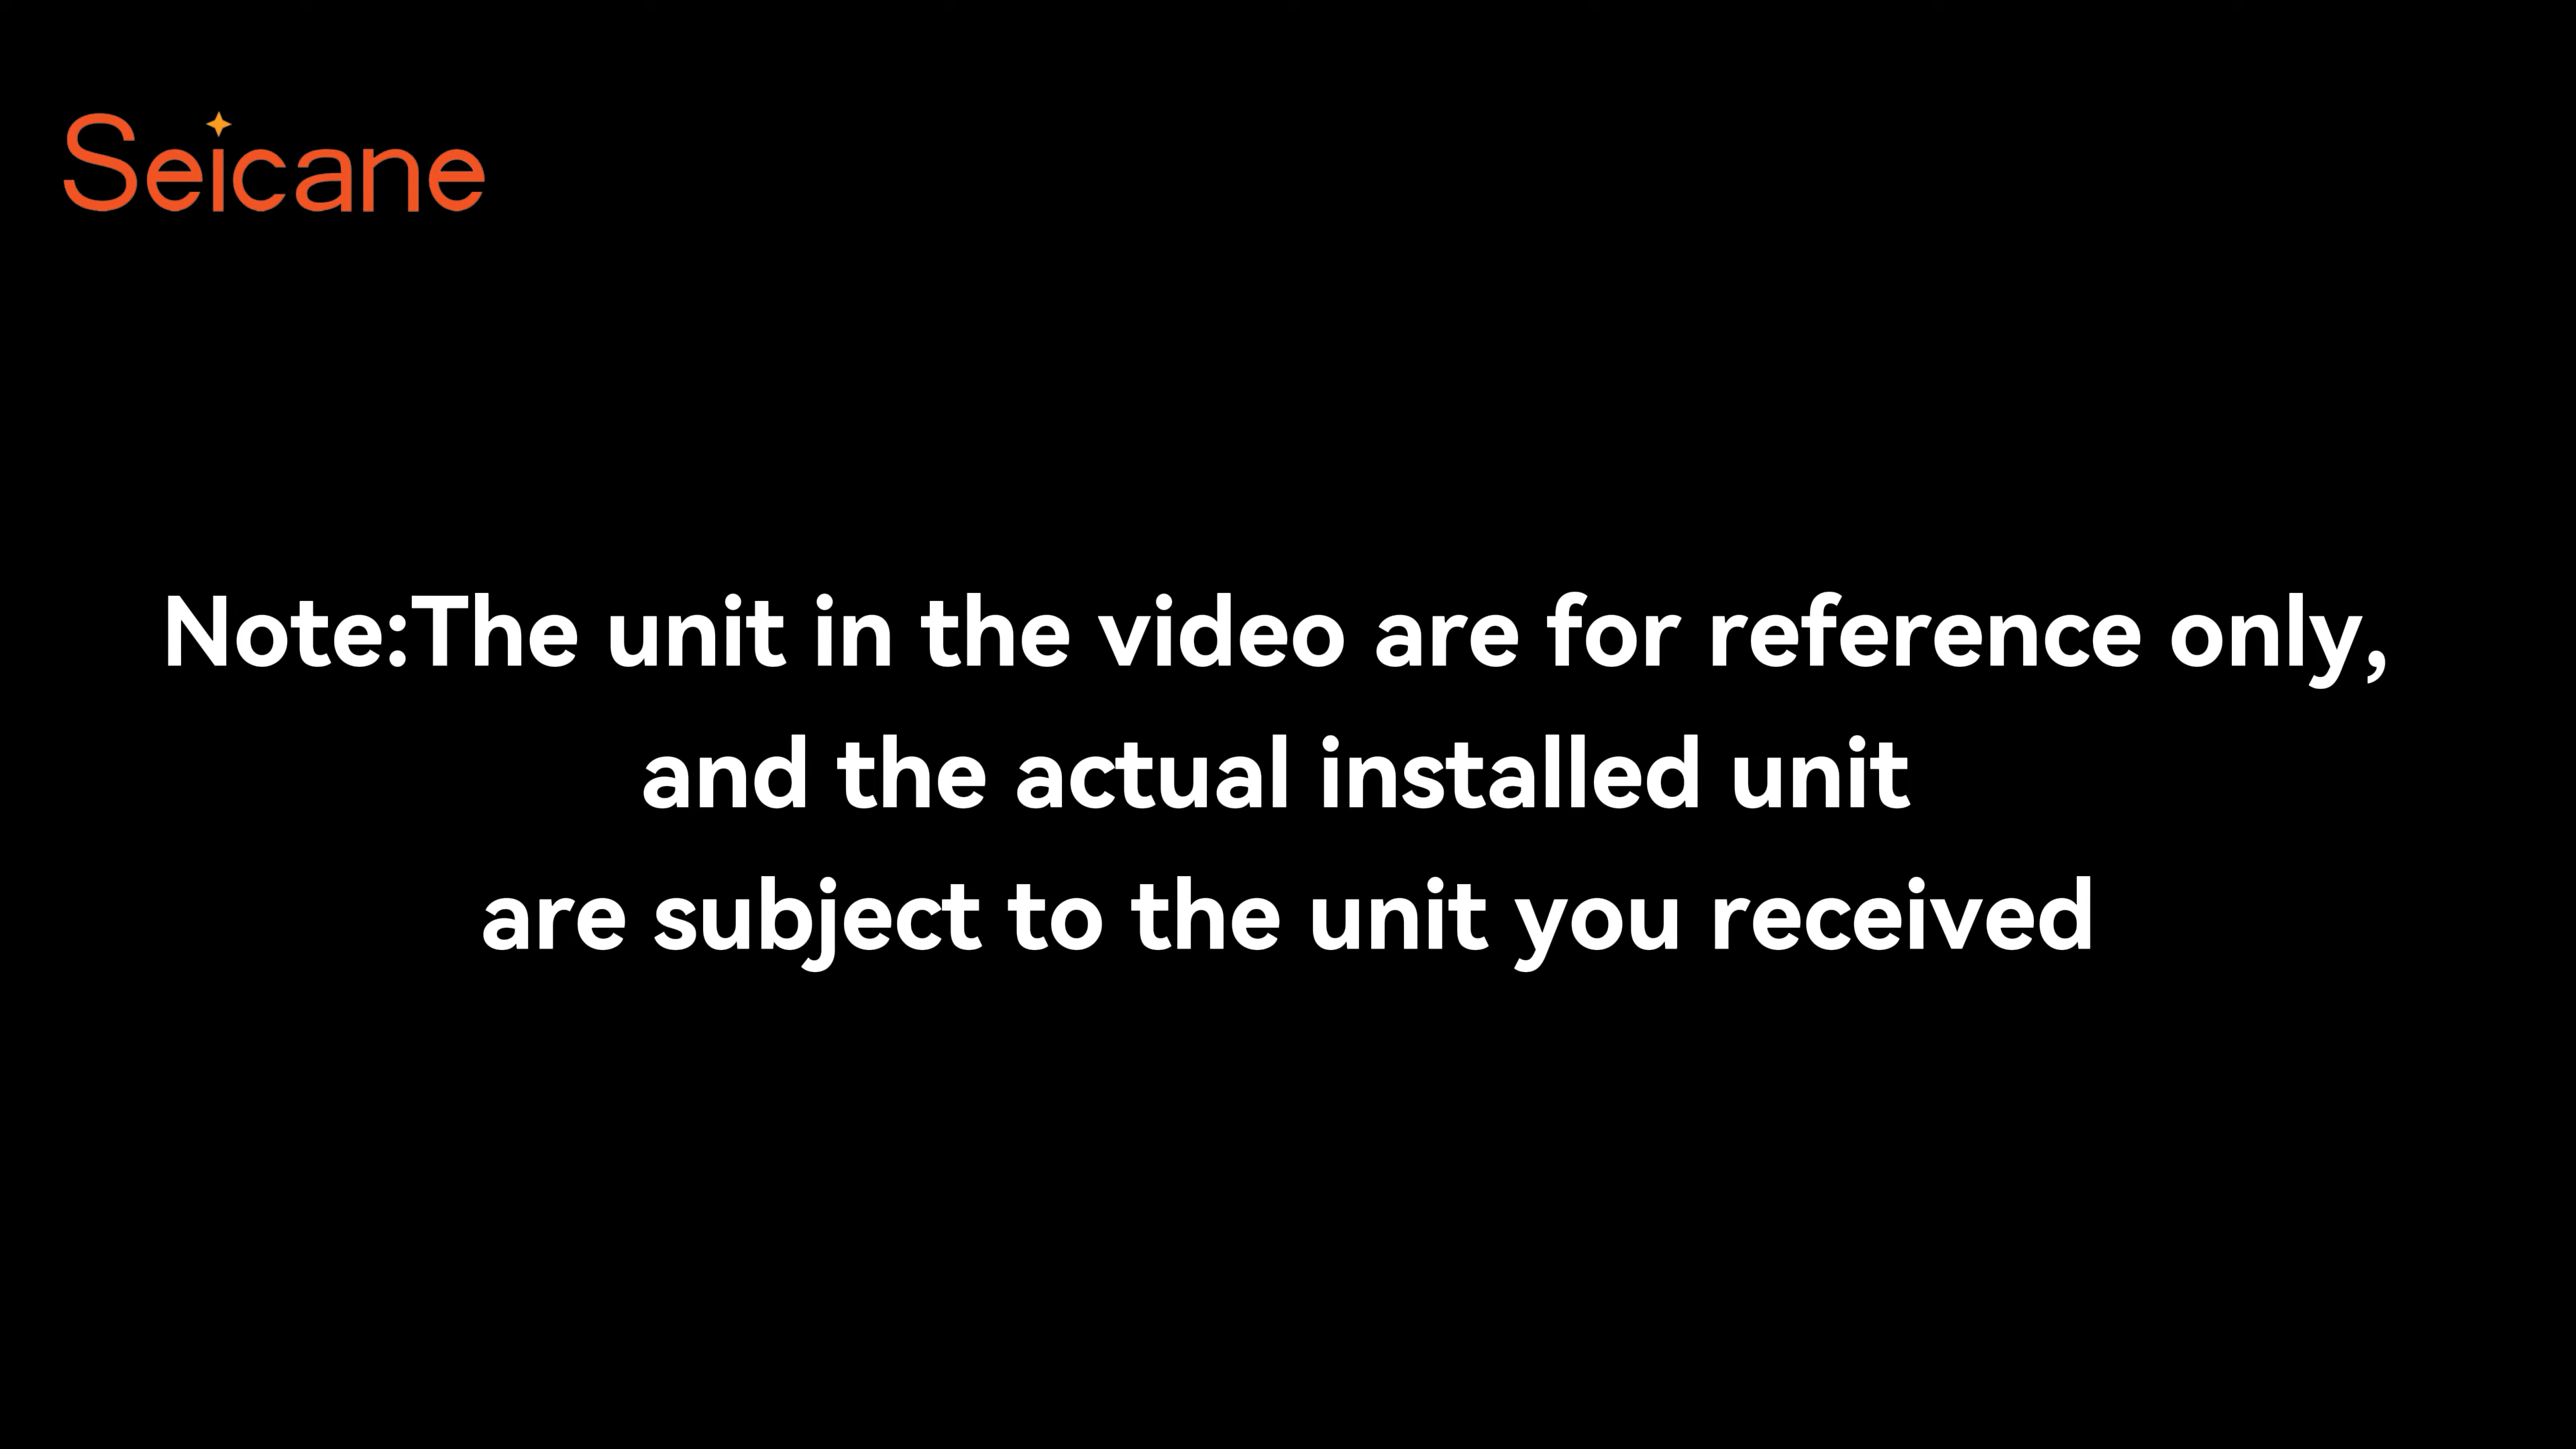 Seicane
Note:The unit in the video are for reference only,
and the actual installed unit
are subject to the unit you received